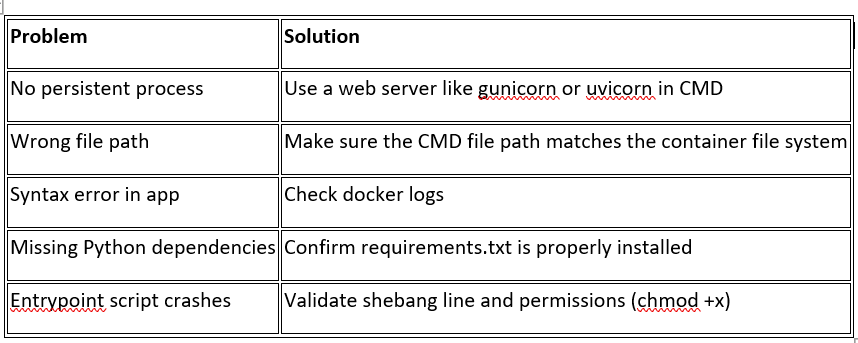 Problem Solution
No persistent process Use a web server like gunicorn or uvicorn in CMD
Wrong file path Make sure the CMD file path matches the container file system
Syntax error in app Check docker logs
Missing Python dependencies Confirm requirements.txt is properly installed
Entrypoint script crashes Validate shebang line and permissions (chmod +x)